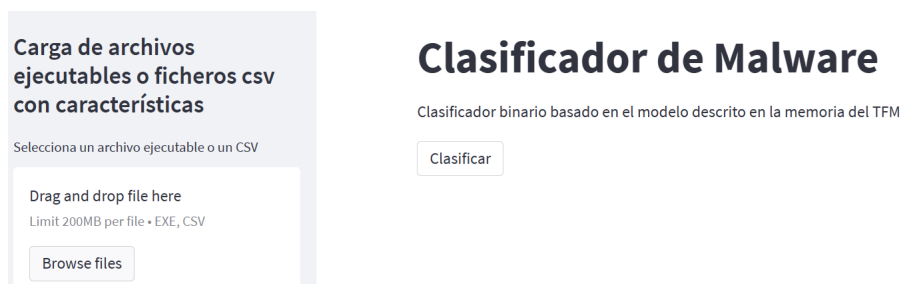 Carga de archivos
ejecutables o ficheros csv
con características
Selecciona un archivo ejecutable o un CSV
Drag and drop file here
Limit 200MB per file • EXE, CSV
Browse files
Clasificador de Malware
Clasificador binario basado en el modelo descrito en la memoria del TFM
Clasificar